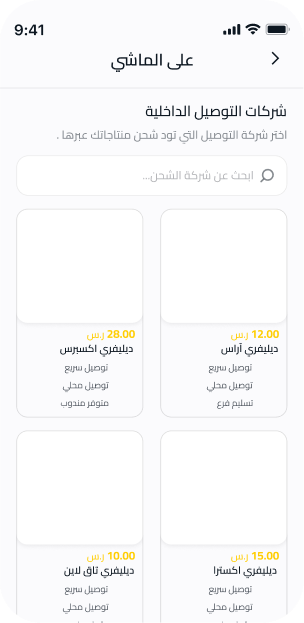 9:41
على الماشي
شركات التوصيل الداخلية
اختر شركة التوصيل التي تود شحن منتاجاتك عبرها .
ابحث عن شركة الشحن...
12.00 ر.س
ديليفري آراس
توصيل سريع
توصيل محلي
تسليم فرع
28.00 ر.س
ديليفري اكسبرس
توصيل سريع
توصيل محلي
متوفر مندوب
15.00 ر.س
ديليفري اكسترا
توصيل سريع
توصيل محلي
10.00 ر.س
ديليفري تاق لاين
توصيل سريع
توصيل محلي